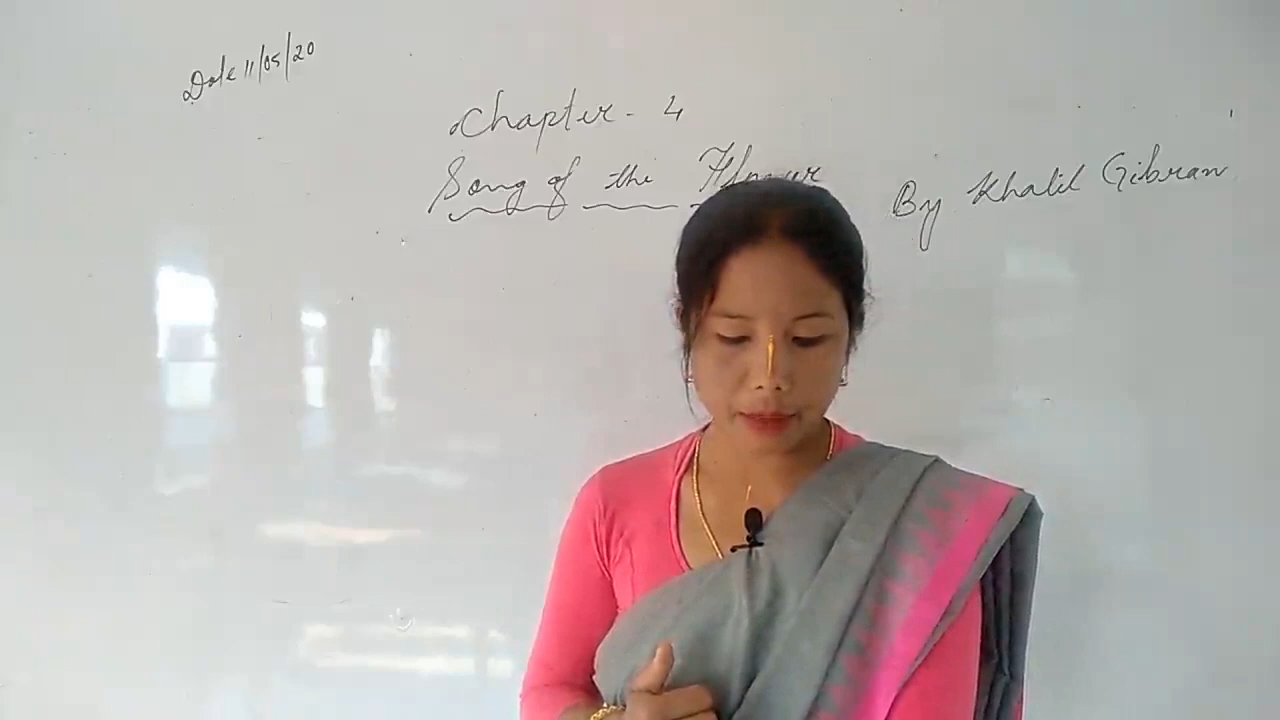 Date 11/05/20
Chapter - 4
Song of the Flower
By Khalil Gibran